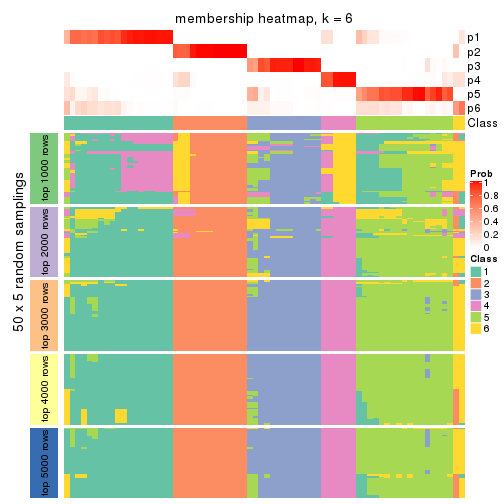 membership heatmap, k = 6
p1
p2
p3
p4
p5
p6
Class
50 x 5 random samplings
top 1000 rows
top 2000 rows
top 3000 rows
top 4000 rows
top 5000 rows
Prob
1
0.8
0.6
0.4
0.2
0
Class
1
2
3
4
5
6